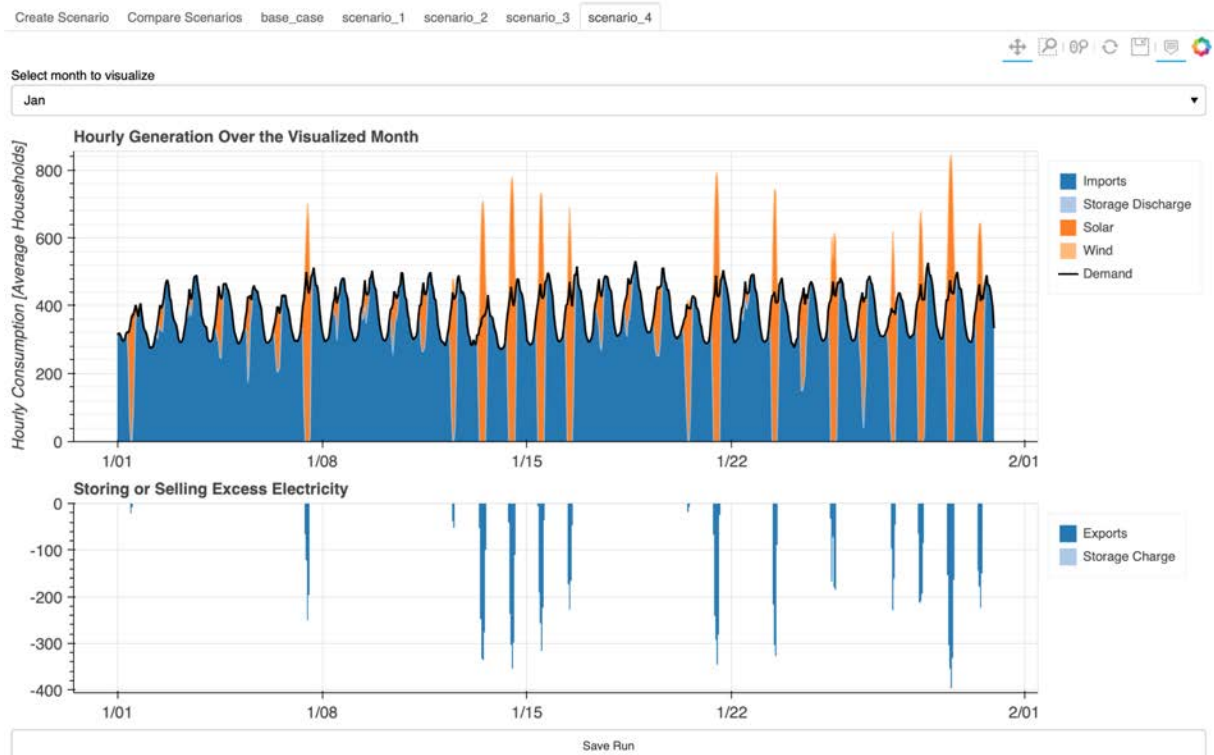 Create Scenario Compare Scenarios base_case scenario_1 scenario_2 scenario_3 scenario_4
Select month to visualize
Jan
Hourly Generation Over the Visualized Month
Hourly Consumption [Average Households]
800
600
400
200
0
1/01 1/08 1/15 1/22 2/01
Imports
Storage Discharge
Solar
Wind
Demand
Storing or Selling Excess Electricity
0
-100
-200
-300
-400
1/01 1/08 1/15 1/22 2/01
Exports
Storage Charge
Save Run